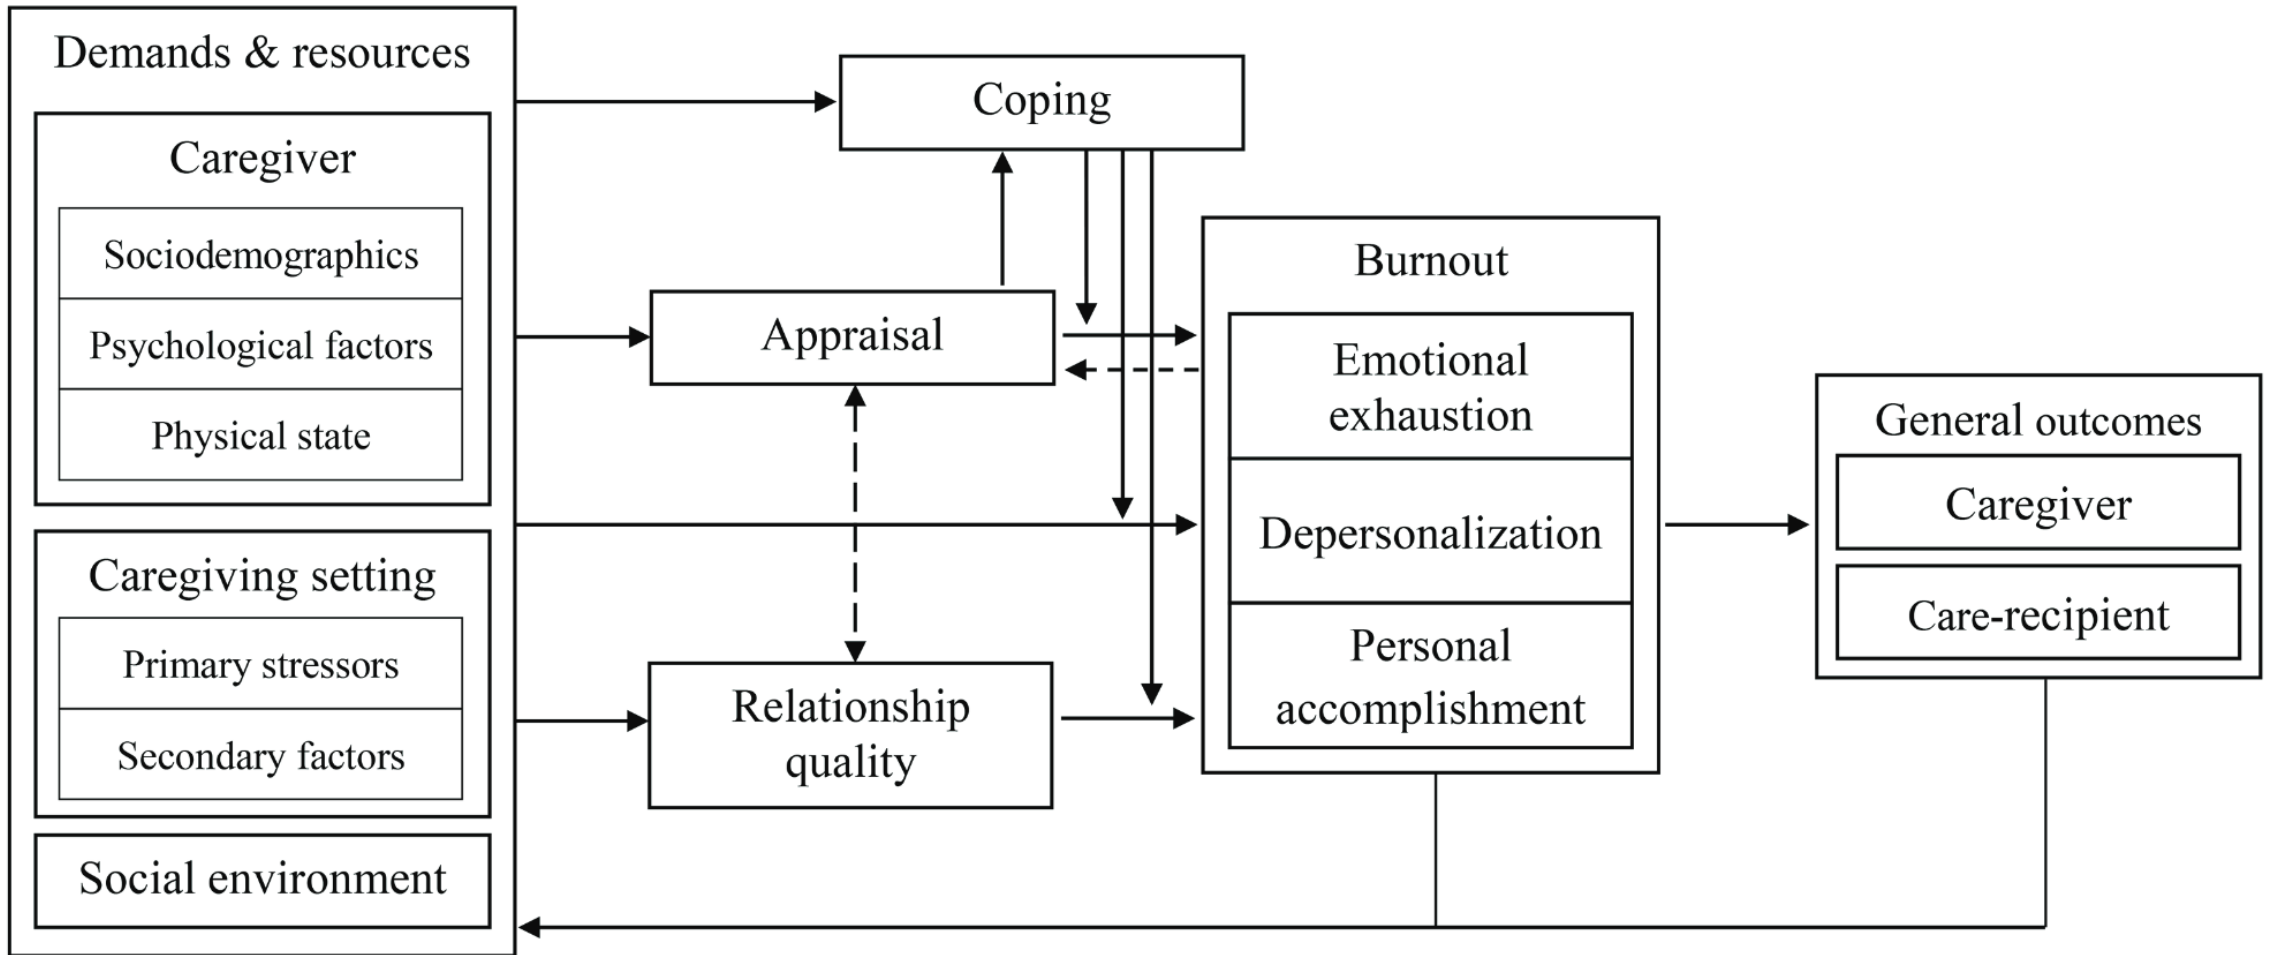 Demands & resources
Caregiver
Sociodemographics
Psychological factors
Physical state
Caregiving setting
Primary stressors
Secondary factors
Social environment
Coping
Appraisal
Relationship
quality
Burnout
Emotional
exhaustion
Depersonalization
Personal
accomplishment
General outcomes
Caregiver
Care-recipient